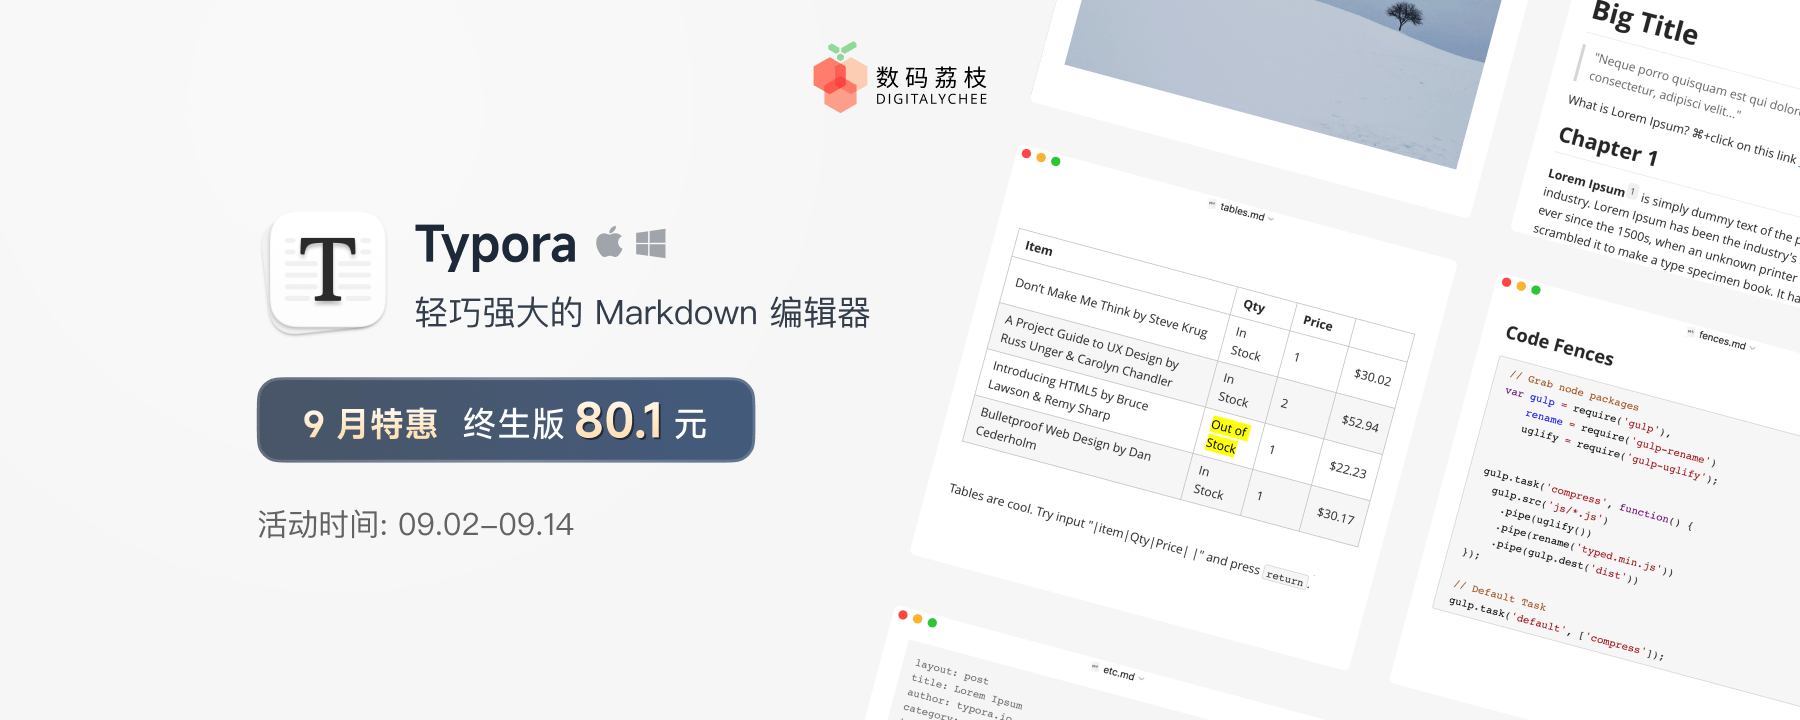 数码荔枝
DIGITALYCHEE
T
Typora
轻巧强大的 Markdown 编辑器
9 月特惠 终生版 80.1 元
活动时间: 09.02–09.14
tables.md
Item
Qty
Price
Don't Make Me Think by Steve Krug
In
Stock
1
$30.02
A Project Guide to UX Design by
Russ Unger & Carolyn Chandler
In
Stock
2
$52.94
Introducing HTML5 by Bruce
Lawson & Remy Sharp
Out of
Stock
1
$22.23
Bulletproof Web Design by Dan
Cederholm
In
Stock
1
$30.17
Tables are cool. Try input "|item|Qty|Price| |" and press return.
etc.md
layout: post
title: Lorem Ipsum
author: typora.io
category:
Big Title
"Neque porro quisquam est qui dolore
consectetur, adipisci velit..."
What is Lorem Ipsum? ⌘+click on this link
Chapter 1
Lorem Ipsum 1 is simply dummy text of the
industry. Lorem Ipsum has been the industry's
ever since the 1500s, when an unknown printer
scrambled it to make a type specimen book. It ha
fences.md
Code Fences
// Grab node packages
var gulp = require('gulp'),
rename = require('gulp-rename')
uglify = require('gulp-uglify');
gulp.task('compress', function() {
gulp.src('js/*.js')
.pipe(uglify())
.pipe(rename('typed.min.js'))
.pipe(gulp.dest('dist'))
});
// Default Task
gulp.task('default', ['compress']);